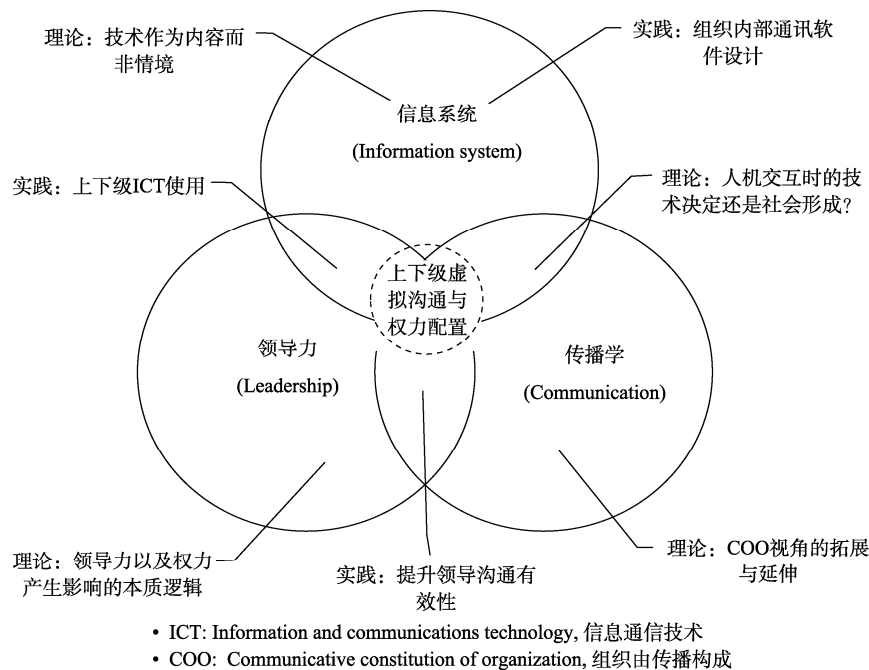 理论：技术作为内容而
非情境
实践：组织内部通讯软
件设计
信息系统
(Information system)
实践：上下级ICT使用
理论：人机交互时的技
术决定还是社会形成？
上下级虚
拟沟通与
权力配置
领导力
(Leadership)
传播学
(Communication)
理论：领导力以及权力
产生影响的本质逻辑
实践：提升领导沟通有
效性
理论：COO视角的拓展
与延伸
• ICT: Information and communications technology, 信息通信技术
• COO: Communicative constitution of organization, 组织由传播构成